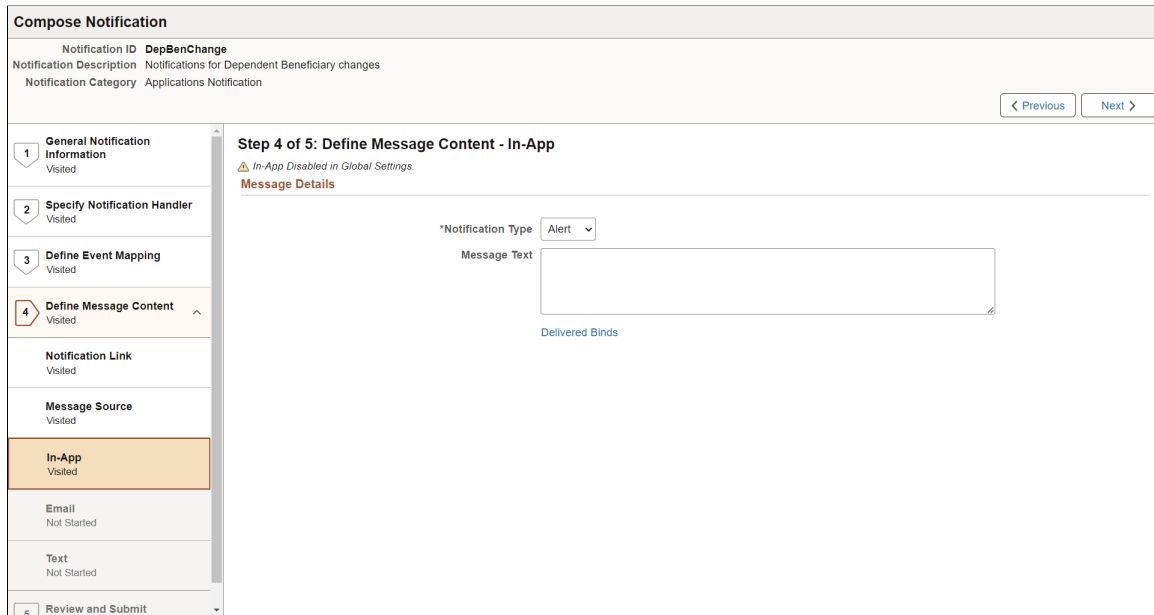 Compose Notification
Notification ID DepBenChange
Notification Description Notifications for Dependent Beneficiary changes
Notification Category Applications Notification
Previous Next
1 General Notification Information
Visited
2 Specify Notification Handler
Visited
3 Define Event Mapping
Visited
4 Define Message Content
Visited
Notification Link
Visited
Message Source
Visited
In-App
Visited
Email
Not Started
Text
Not Started
5 Review and Submit
Step 4 of 5: Define Message Content - In-App
In-App Disabled in Global Settings.
Message Details
*Notification Type Alert
Message Text
Delivered Binds